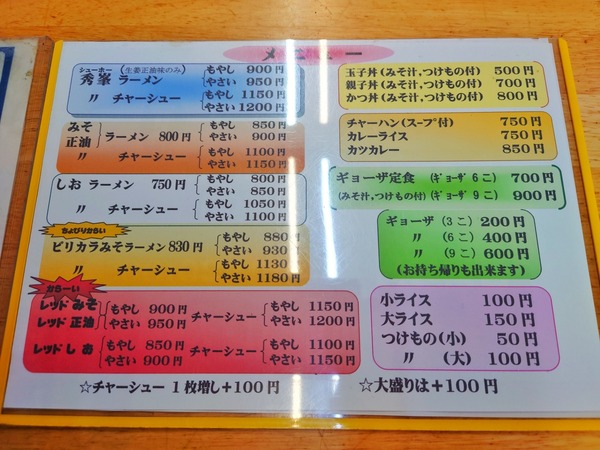 メニュー
シューホー (生姜正油味のみ) もやし 900円
秀峯 ラーメン やさい 950円
〃 チャーシュー もやし 1150円
やさい 1200円
みそ 正油 ラーメン 800円 もやし 850円
やさい 900円
〃 チャーシュー もやし 1100円
やさい 1150円
しお ラーメン 750円 もやし 800円
やさい 850円
〃 チャーシュー もやし 1050円
やさい 1100円
ちょぴりからい
ピリカラみそラーメン 830円 もやし 880円
やさい 930円
〃 チャーシュー もやし 1130円
やさい 1180円
からーい
レッド みそ もやし 900円 チャーシュー もやし 1150円
レッド 正油 やさい 950円 やさい 1200円
レッド しお もやし 850円 チャーシュー もやし 1100円
やさい 900円 やさい 1150円
☆チャーシュー 1枚増し+100円
玉子丼(みそ汁,つけもの付) 500円
親子丼(みそ汁,つけもの付) 700円
かつ丼(みそ汁,つけもの付) 800円
チャーハン(スープ付) 750円
カレーライス 750円
カツカレー 850円
ギョーザ定食 (ギョーザ 6こ) 700円
(みそ汁,つけもの付) (ギョーザ 9こ) 900円
ギョーザ (3こ) 200円
〃 (6こ) 400円
〃 (9こ) 600円
(お持ち帰りも出来ます)
小ライス 100円
大ライス 150円
つけもの(小) 50円
〃 (大) 100円
☆大盛りは+100円